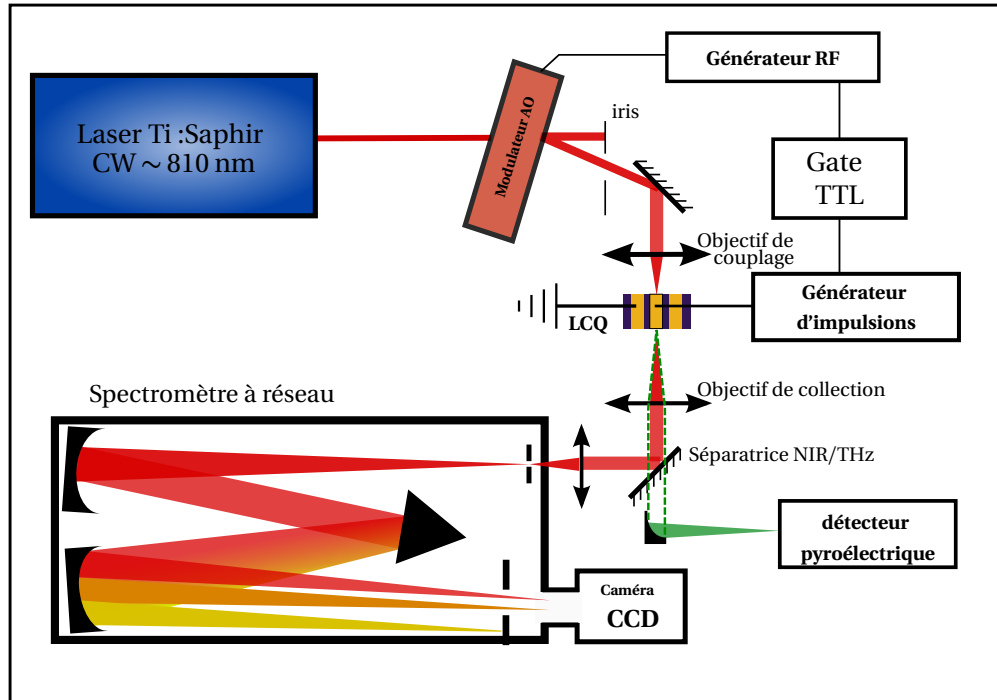 Laser Ti :Saphir
CW ~ 810 nm
Modulateur AO
iris
Générateur RF
Gate
TTL
Objectif de
couplage
LCQ
Générateur
d'impulsions
Objectif de collection
Spectromètre à réseau
Séparatrice NIR/THz
détecteur
pyroélectrique
Caméra
CCD